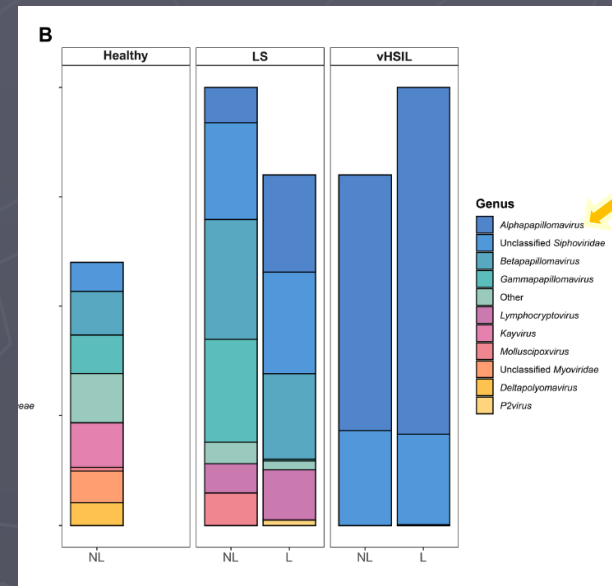 B
Healthy
LS
vHSIL
Genus
Alphapapillomavirus
Unclassified Siphoviridae
Betapapillomavirus
Gammapapillomavirus
Other
Lymphocryptovirus
Kayvirus
Molluscipoxvirus
Unclassified Myoviridae
Deltapolyomavirus
P2virus
eae
NL
NL
L
NL
L